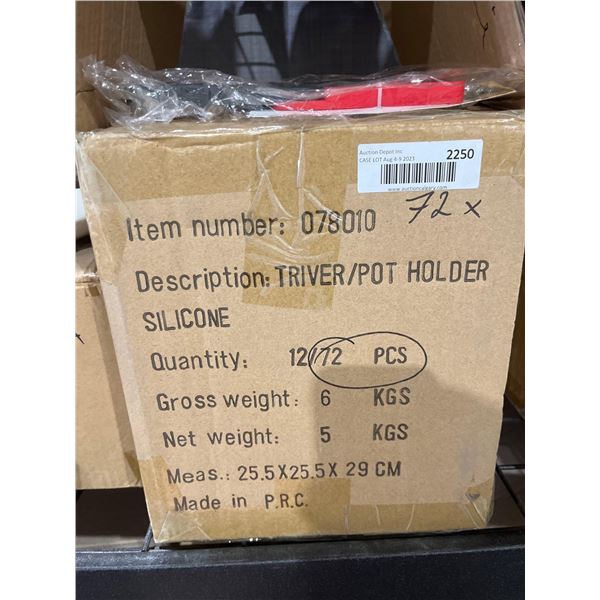 Auction Depot Inc
CASE LOT Aug 4-9 2023
2250
www.auctioncalgary.com
72 x
Item number: 078010
Description: TRIVER/POT HOLDER
SILICONE
Quantity: 12/72 PCS
Gross weight: 6 KGS
Net weight: 5 KGS
Meas.: 25.5X25.5X 29 CM
Made in P.R.C.